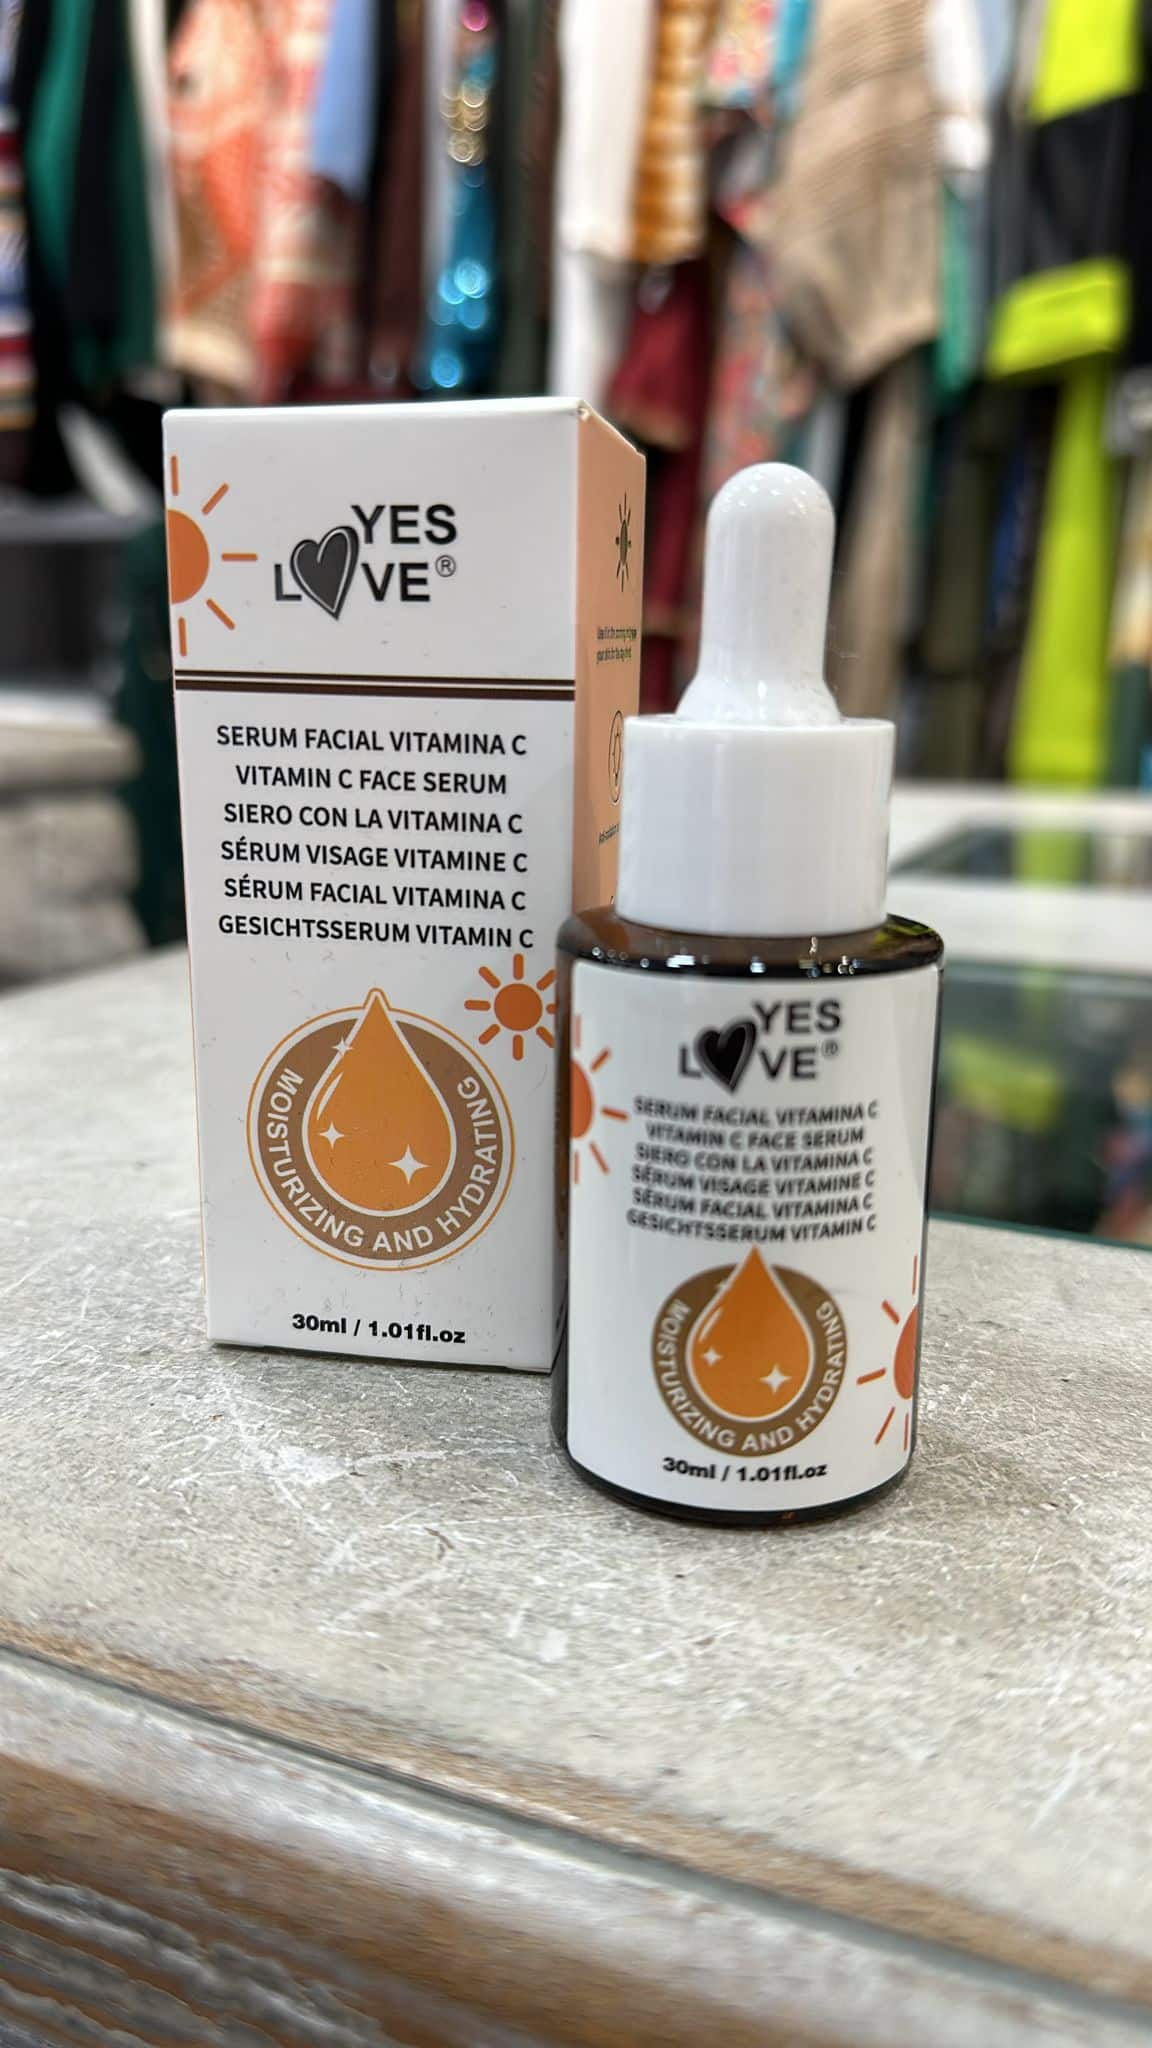 YES
LOVE®
SERUM FACIAL VITAMINA C
VITAMIN C FACE SERUM
SIERO CON LA VITAMINA C
SÉRUM VISAGE VITAMINE C
SÉRUM FACIAL VITAMINA C
GESICHTSSERUM VITAMIN C
MOISTURIZING AND HYDRATING
30ml / 1.01fl.oz
YES
LOVE®
SERUM FACIAL VITAMINA C
VITAMIN C FACE SERUM
SIERO CON LA VITAMINA C
SÉRUM VISAGE VITAMINE C
SÉRUM FACIAL VITAMINA C
GESICHTSSERUM VITAMIN C
MOISTURIZING AND HYDRATING
30ml / 1.01fl.oz